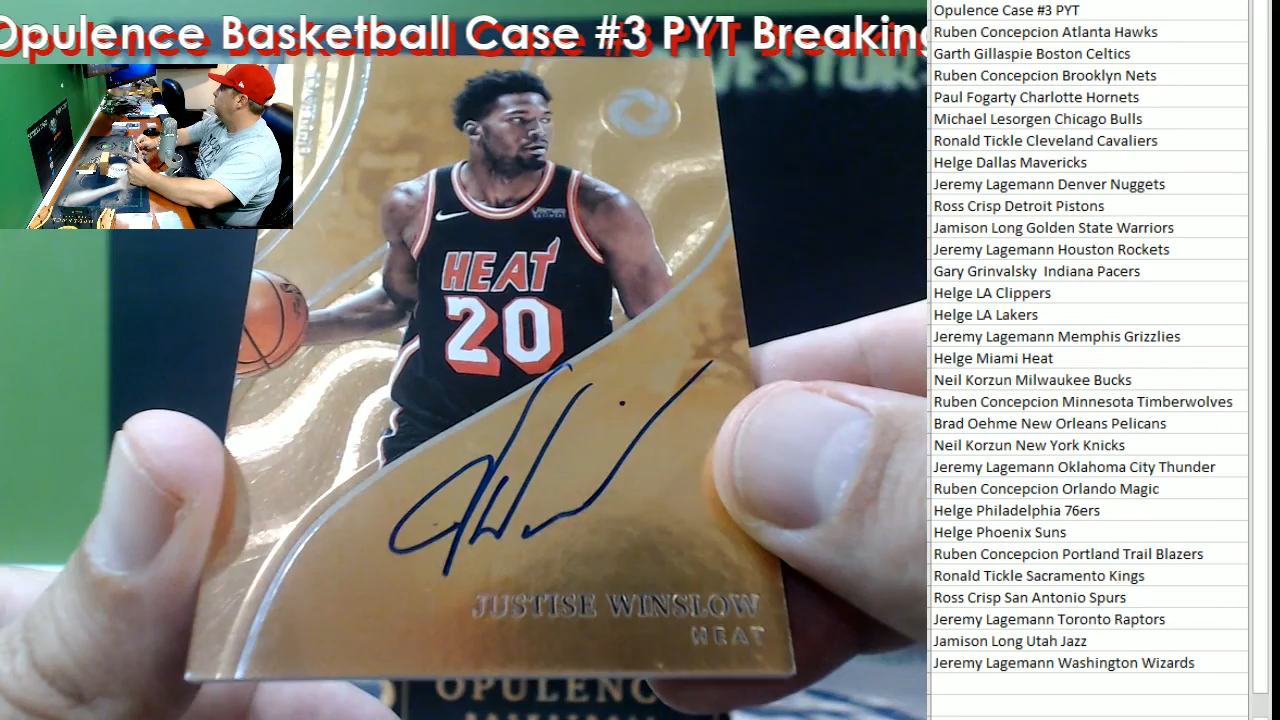 Opulence Basketball Case #3 PYT Breaking
HEAT
20
JUSTISE WINSLOW
HEAT
OPULENC
Opulence Case #3 PYT
Ruben Concepcion Atlanta Hawks
Garth Gillaspie Boston Celtics
Ruben Concepcion Brooklyn Nets
Paul Fogarty Charlotte Hornets
Michael Lesorgen Chicago Bulls
Ronald Tickle Cleveland Cavaliers
Helge Dallas Mavericks
Jeremy Lagemann Denver Nuggets
Ross Crisp Detroit Pistons
Jamison Long Golden State Warriors
Jeremy Lagemann Houston Rockets
Gary Grinvalsky  Indiana Pacers
Helge LA Clippers
Helge LA Lakers
Jeremy Lagemann Memphis Grizzlies
Helge Miami Heat
Neil Korzun Milwaukee Bucks
Ruben Concepcion Minnesota Timberwolves
Brad Oehme New Orleans Pelicans
Neil Korzun New York Knicks
Jeremy Lagemann Oklahoma City Thunder
Ruben Concepcion Orlando Magic
Helge Philadelphia 76ers
Helge Phoenix Suns
Ruben Concepcion Portland Trail Blazers
Ronald Tickle Sacramento Kings
Ross Crisp San Antonio Spurs
Jeremy Lagemann Toronto Raptors
Jamison Long Utah Jazz
Jeremy Lagemann Washington Wizards